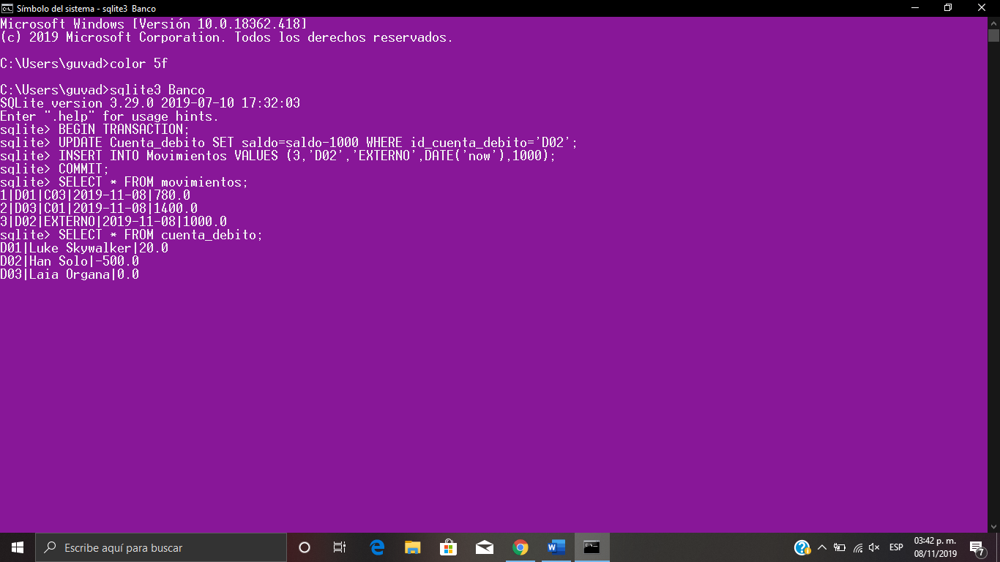 Símbolo del sistema - sqlite3 Banco
Microsoft Windows [Versión 10.0.18362.418]
(c) 2019 Microsoft Corporation. Todos los derechos reservados.
C:\Users\guvad>color 5f
C:\Users\guvad>sqlite3 Banco
SQLite version 3.29.0 2019-07-10 17:32:03
Enter ".help" for usage hints.
sqlite> BEGIN TRANSACTION;
sqlite> UPDATE Cuenta_debito SET saldo=saldo-1000 WHERE id_cuenta_debito='D02';
sqlite> INSERT INTO Movimientos VALUES (3,'D02','EXTERNO',DATE('now'),1000);
sqlite> COMMIT;
sqlite> SELECT * FROM movimientos;
1|D01|C03|2019-11-08|780.0
2|D03|C01|2019-11-08|1400.0
3|D02|EXTERNO|2019-11-08|1000.0
sqlite> SELECT * FROM cuenta_debito;
D01|Luke Skywalker|20.0
D02|Han Solo|-500.0
D03|Laia Organa|0.0
Escribe aquí para buscar
ESP
03:42 p. m.
08/11/2019
7